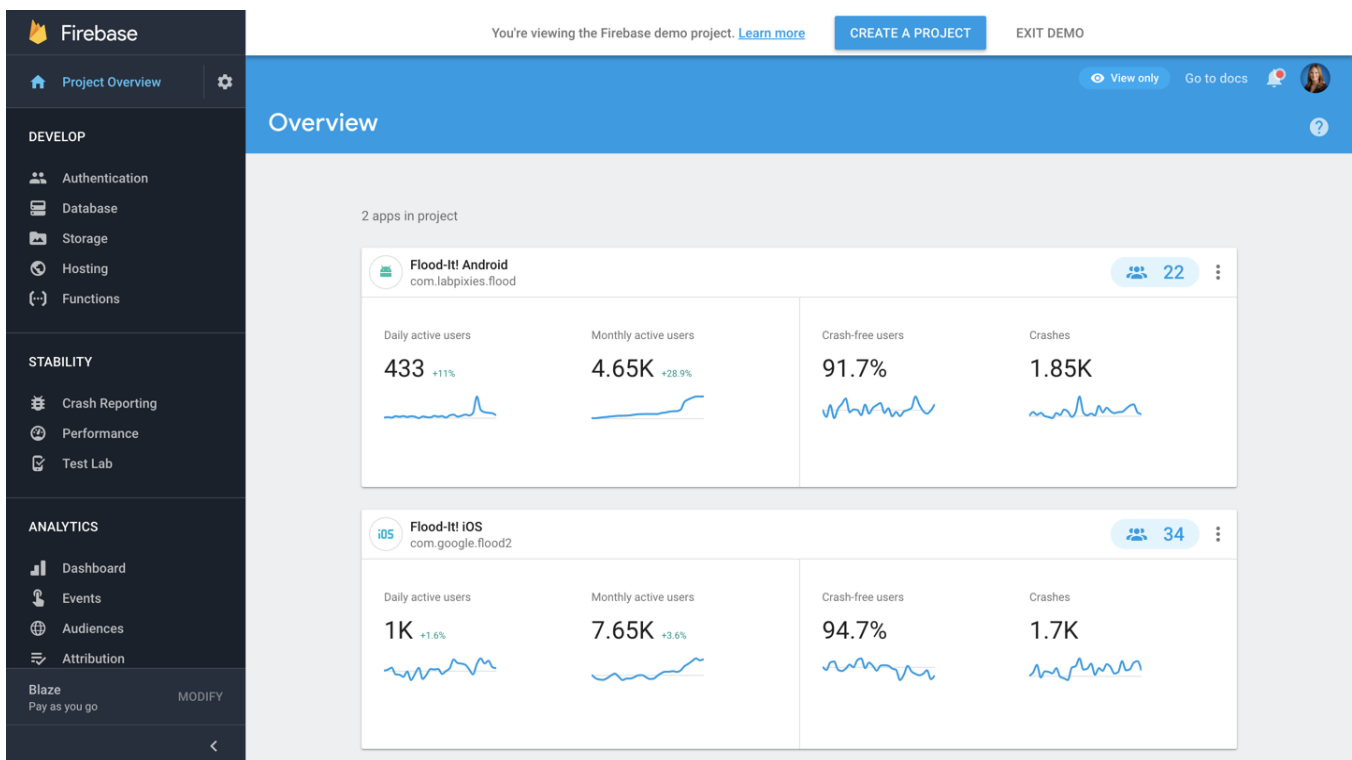 Firebase
You're viewing the Firebase demo project. Learn more
CREATE A PROJECT
EXIT DEMO
Project Overview
View only
Go to docs
Overview
DEVELOP
Authentication
Database
Storage
Hosting
Functions
STABILITY
Crash Reporting
Performance
Test Lab
ANALYTICS
Dashboard
Events
Audiences
Attribution
Blaze
Pay as you go
MODIFY
2 apps in project
Flood-It! Android
com.labpixies.flood
22
Daily active users
433 +11%
Monthly active users
4.65K +28.9%
Crash-free users
91.7%
Crashes
1.85K
iOS
Flood-It! iOS
com.google.flood2
34
Daily active users
1K +1.6%
Monthly active users
7.65K +3.6%
Crash-free users
94.7%
Crashes
1.7K